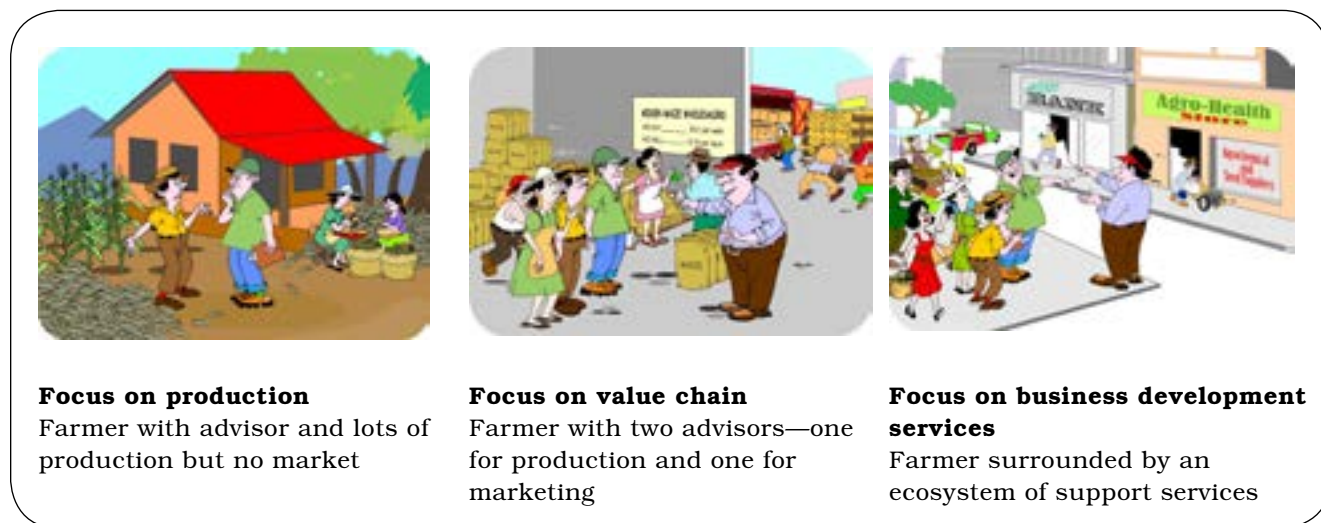 BANK
Agro-Health
Store
Focus on production
Farmer with advisor and lots of
production but no market
Focus on value chain
Farmer with two advisors—one
for production and one for
marketing
Focus on business development
services
Farmer surrounded by an
ecosystem of support services